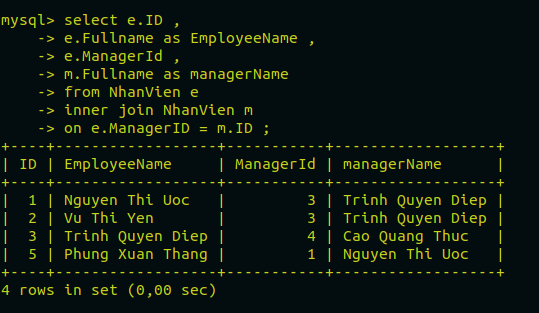 mysql> select e.ID ,
    -> e.Fullname as EmployeeName ,
    -> e.ManagerId ,
    -> m.Fullname as managerName
    -> from NhanVien e
    -> inner join NhanVien m
    -> on e.ManagerID = m.ID ;
+----+------------------+-----------+------------------+
| ID | EmployeeName     | ManagerId | managerName      |
+----+------------------+-----------+------------------+
|  1 | Nguyen Thi Uoc   |         3 | Trinh Quyen Diep |
|  2 | Vu Thi Yen       |         3 | Trinh Quyen Diep |
|  3 | Trinh Quyen Diep |         4 | Cao Quang Thuc   |
|  5 | Phung Xuan Thang |         1 | Nguyen Thi Uoc   |
+----+------------------+-----------+------------------+
4 rows in set (0,00 sec)